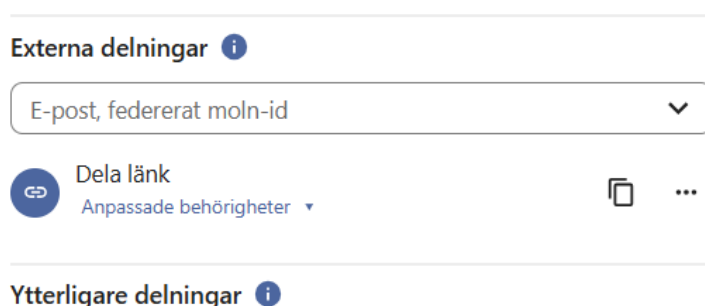 Externa delningar
E-post, federerat moln-id
Dela länk
Anpassade behörigheter
Ytterligare delningar